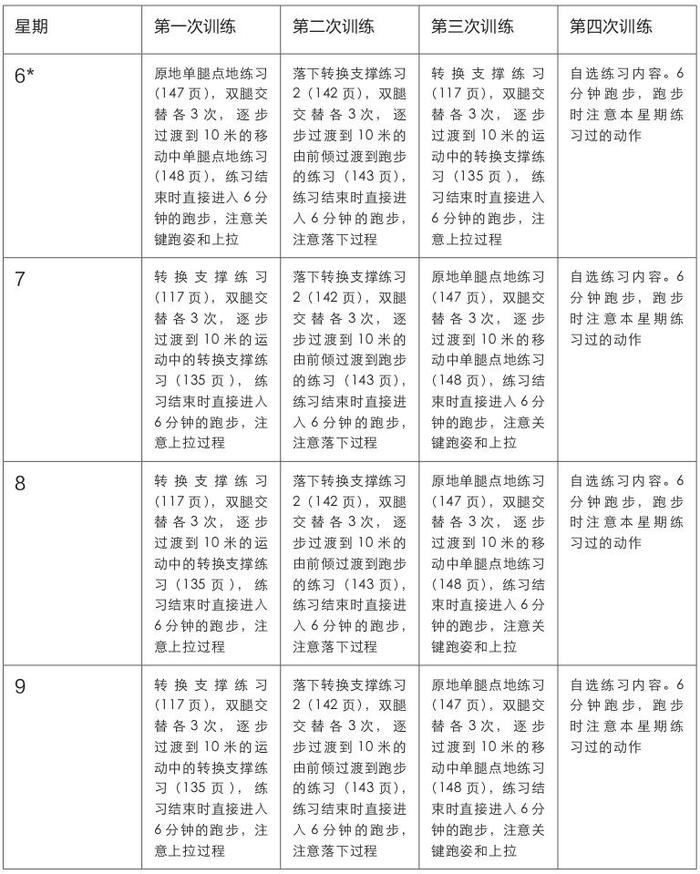 星期
第一次训练
第二次训练
第三次训练
第四次训练
6*
原地单腿点地练习
(147 页)，双腿交
替各 3 次，逐步
过渡到 10 米的移
动中单腿点地练习
(148 页)，练习结
束时直接进入 6 分
钟的跑步，注意关
键跑姿和上拉
落下转换支撑练习
2（142 页），双腿
交替各 3 次，逐
步过渡到 10 米的
由前倾过渡到跑步
的练习（143 页），
练习结束时直接进
入 6 分钟的跑步，
注意落下过程
转换支撑练习
(117 页)，双腿交
替各 3 次，逐步
过渡到 10 米的运
动中的转换支撑练
习（135 页），练
习结束时直接进入
6 分钟的跑步，注
意上拉过程
自选练习内容。6
分钟跑步，跑步
时注意本星期练
习过的动作
7
转换支撑练习
(117 页)，双腿交
替各 3 次，逐步
过渡到 10 米的运
动中的转换支撑练
习（135 页），练
习结束时直接进入
6 分钟的跑步，注
意上拉过程
落下转换支撑练习
2（142 页），双腿
交替各 3 次，逐
步过渡到 10 米的
由前倾过渡到跑步
的练习（143 页），
练习结束时直接进
入 6 分钟的跑步，
注意落下过程
原地单腿点地练习
(147 页)，双腿交
替各 3 次，逐步
过渡到 10 米的移
动中单腿点地练习
(148 页)，练习结
束时直接进入 6 分
钟的跑步，注意关
键跑姿和上拉
自选练习内容。6
分钟跑步，跑步
时注意本星期练
习过的动作
8
转换支撑练习
(117 页)，双腿交
替各 3 次，逐步
过渡到 10 米的运
动中的转换支撑练
习（135 页），练
习结束时直接进入
6 分钟的跑步，注
意上拉过程
落下转换支撑练习
2（142 页），双腿
交替各 3 次，逐
步过渡到 10 米的
由前倾过渡到跑步
的练习（143 页），
练习结束时直接进
入 6 分钟的跑步，
注意落下过程
原地单腿点地练习
(147 页)，双腿交
替各 3 次，逐步
过渡到 10 米的移
动中单腿点地练习
(148 页)，练习结
束时直接进入 6 分
钟的跑步，注意关
键跑姿和上拉
自选练习内容。6
分钟跑步，跑步
时注意本星期练
习过的动作
9
转换支撑练习
(117 页)，双腿交
替各 3 次，逐步
过渡到 10 米的运
动中的转换支撑练
习（135 页），练
习结束时直接进入
6 分钟的跑步，注
意上拉过程
落下转换支撑练习
2（142 页），双腿
交替各 3 次，逐
步过渡到 10 米的
由前倾过渡到跑步
的练习（143 页），
练习结束时直接进
入 6 分钟的跑步，
注意落下过程
原地单腿点地练习
(147 页)，双腿交
替各 3 次，逐步
过渡到 10 米的移
动中单腿点地练习
(148 页)，练习结
束时直接进入 6 分
钟的跑步，注意关
键跑姿和上拉
自选练习内容。6
分钟跑步，跑步
时注意本星期练
习过的动作